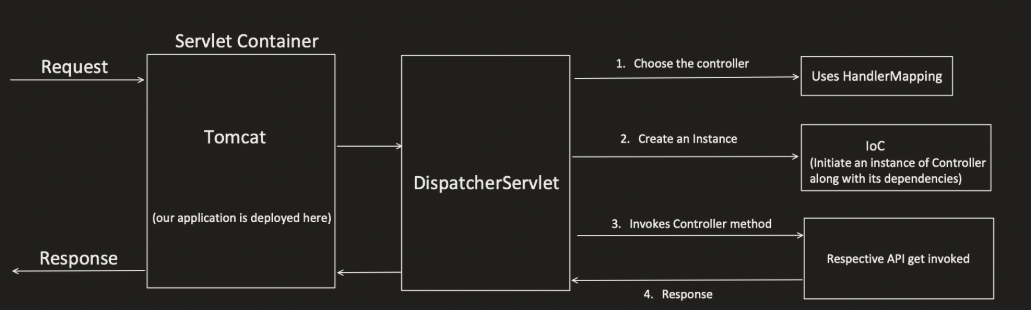 Servlet Container
Request
Tomcat
(our application is deployed here)
Response
DispatcherServlet
1. Choose the controller
Uses HandlerMapping
2. Create an Instance
IoC
(Initiate an instance of Controller
along with its dependencies)
3. Invokes Controller method
Respective API get invoked
4. Response